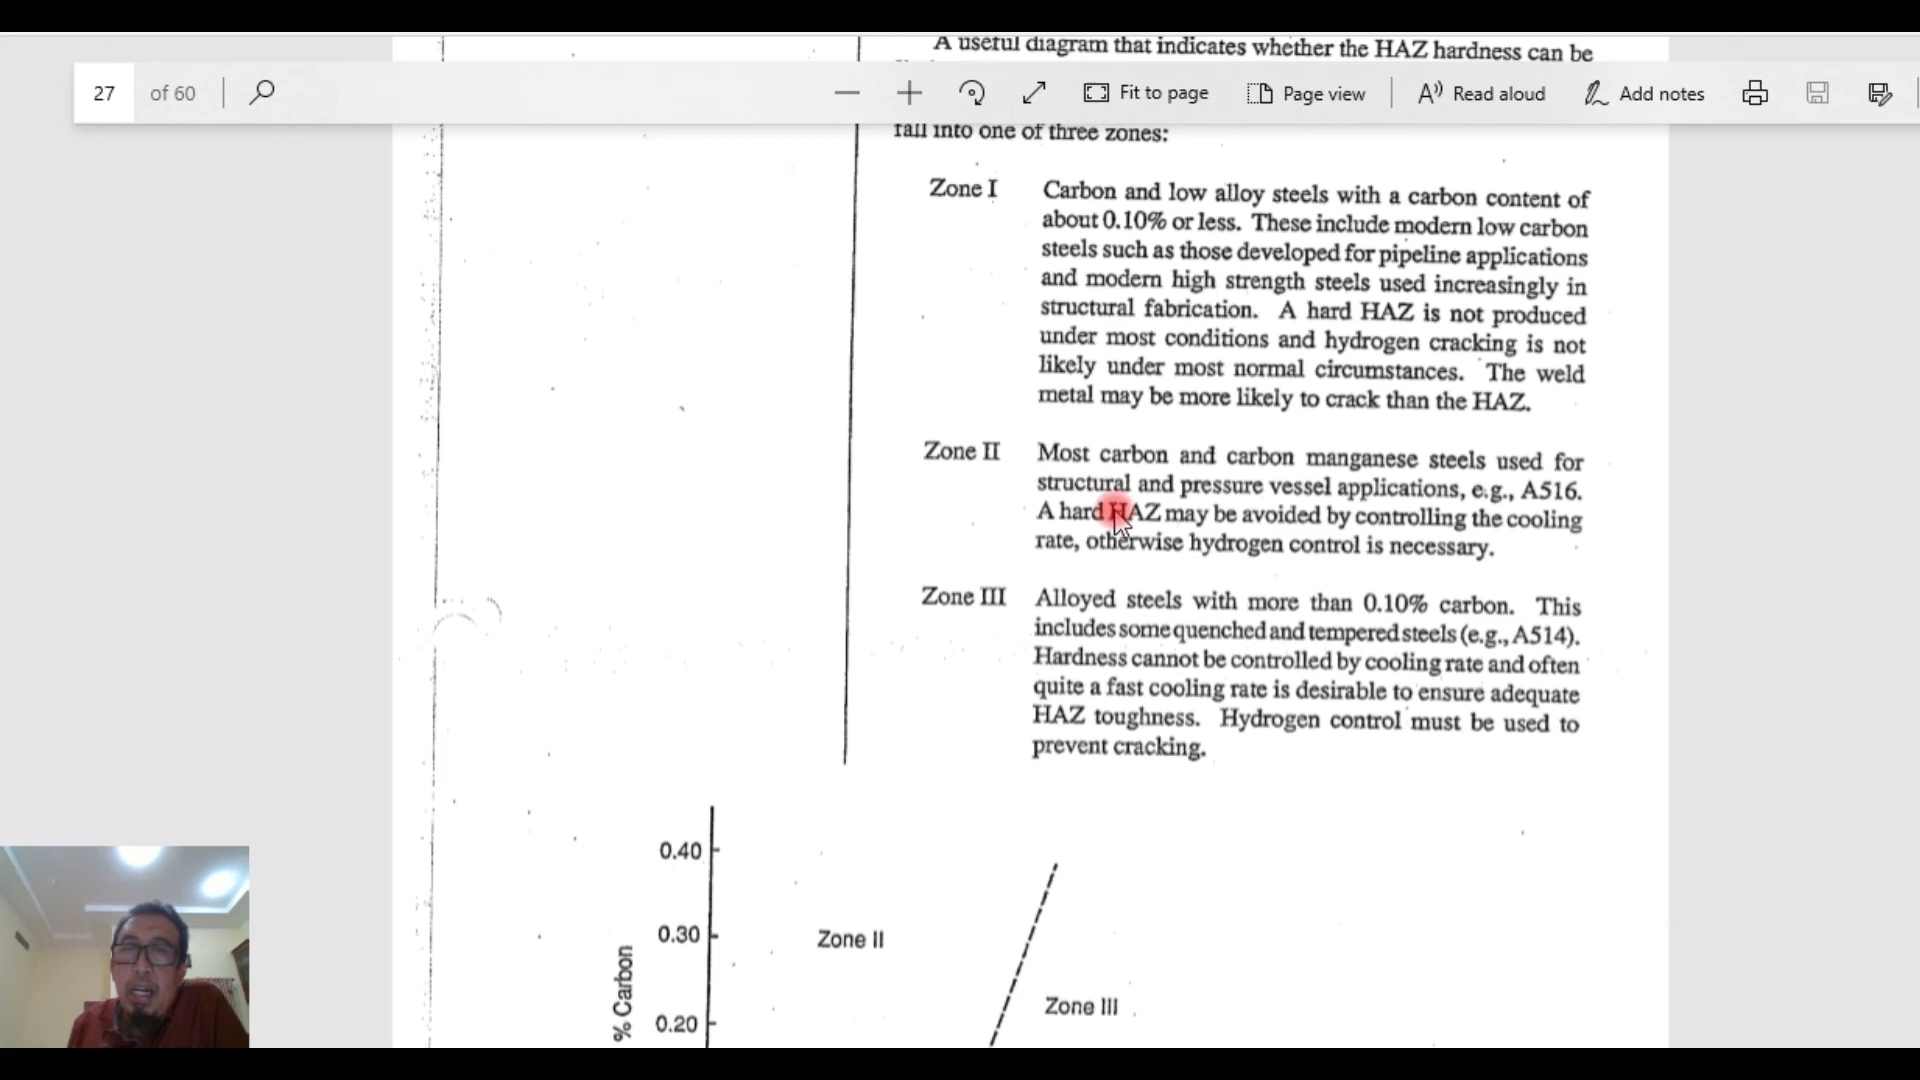 A useful diagram that indicates whether the HAZ hardness can be
27 of 60 Fit to page Page view Read aloud Add notes
fall into one of three zones:
Zone I Carbon and low alloy steels with a carbon content of
about 0.10% or less. These include modern low carbon
steels such as those developed for pipeline applications
and modern high strength steels used increasingly in
structural fabrication. A hard HAZ is not produced
under most conditions and hydrogen cracking is not
likely under most normal circumstances. The weld
metal may be more likely to crack than the HAZ.
Zone II Most carbon and carbon manganese steels used for
structural and pressure vessel applications, e.g., A516.
A hard HAZ may be avoided by controlling the cooling
rate, otherwise hydrogen control is necessary.
Zone III Alloyed steels with more than 0.10% carbon. This
includes some quenched and tempered steels (e.g., A514).
Hardness cannot be controlled by cooling rate and often
quite a fast cooling rate is desirable to ensure adequate
HAZ toughness. Hydrogen control must be used to
prevent cracking.
0.40
0.30
Zone II
% Carbon
Zone III
0.20